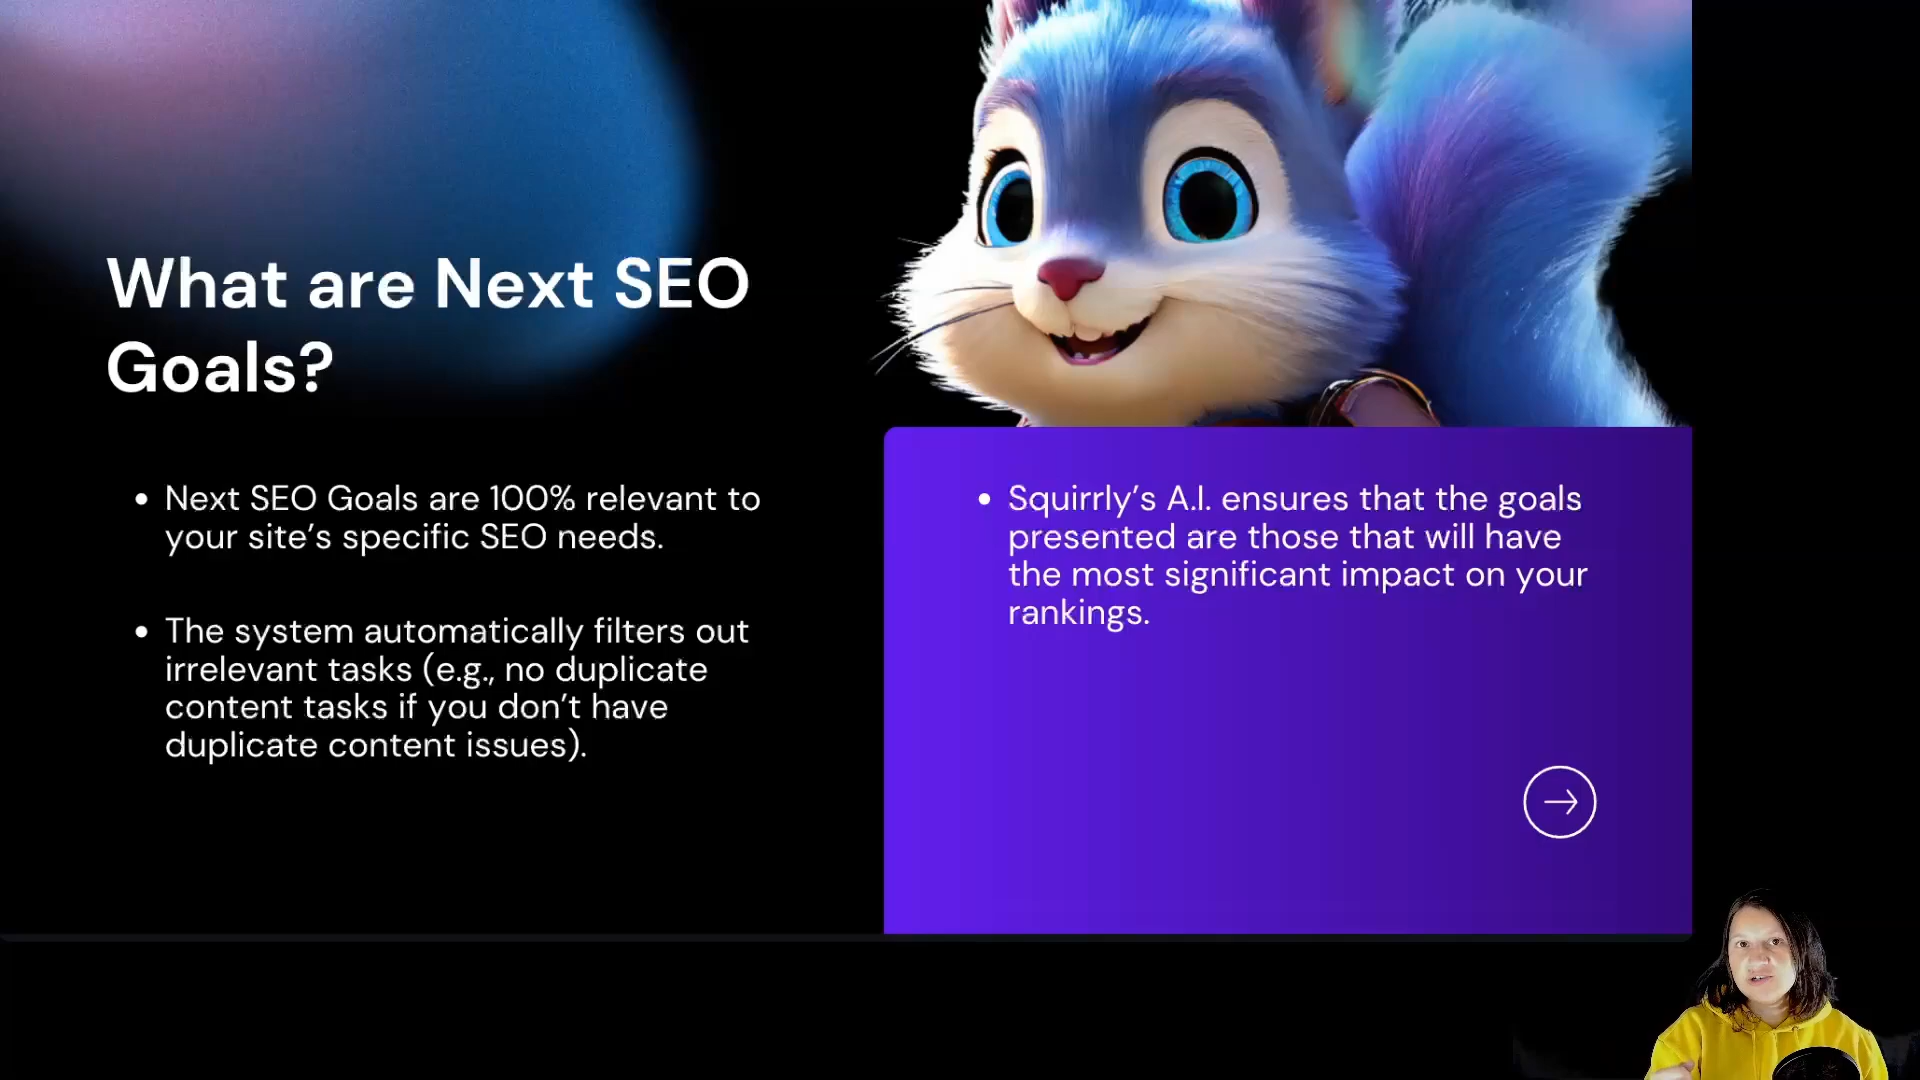 What are Next SEO
Goals?
• Next SEO Goals are 100% relevant to
your site’s specific SEO needs.
• The system automatically filters out
irrelevant tasks (e.g., no duplicate
content tasks if you don’t have
duplicate content issues).
• Squirrly’s A.I. ensures that the goals
presented are those that will have
the most significant impact on your
rankings.